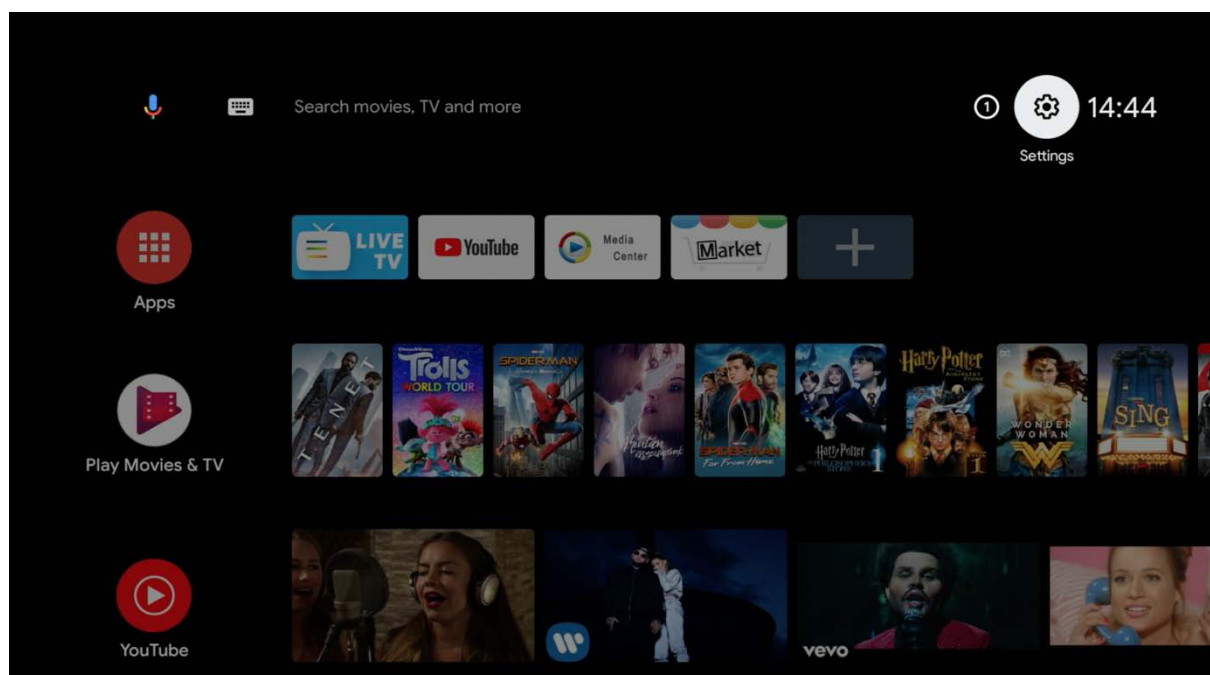 Search movies, TV and more
1
14:44
Settings
LIVE
TV
YouTube
Media
Center
Market
Apps
TENET
Trolls
WORLD TOUR
SPIDER-MAN
SPIDER-MAN
Far From Home
Harry Potter
1
Harry Potter
1
WONDER
WOMAN
SING
Play Movies & TV
YouTube
vevo